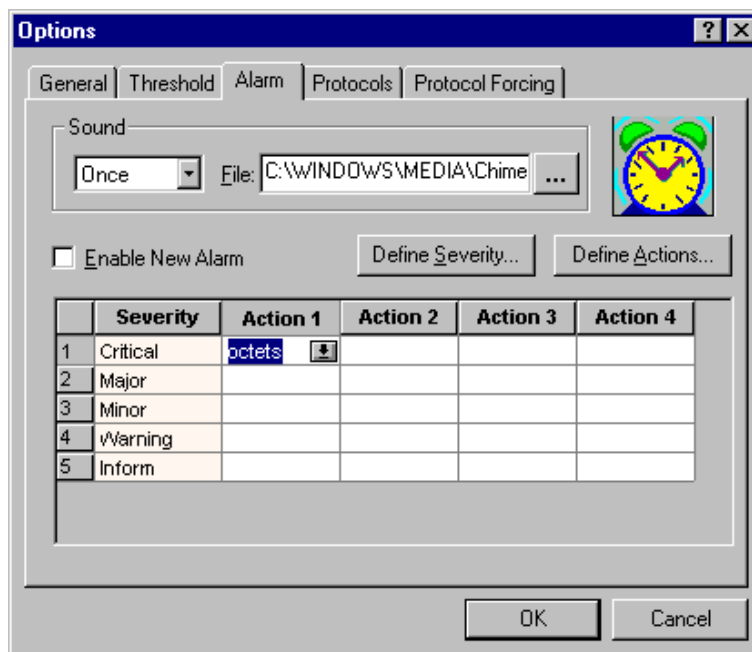 Options
General Threshold Alarm Protocols Protocol Forcing
Sound
Once File: C:\WINDOWS\MEDIA\Chime ...
Enable New Alarm Define Severity... Define Actions...
Severity Action 1 Action 2 Action 3 Action 4
1 Critical octets
2 Major
3 Minor
4 Warning
5 Inform
OK Cancel